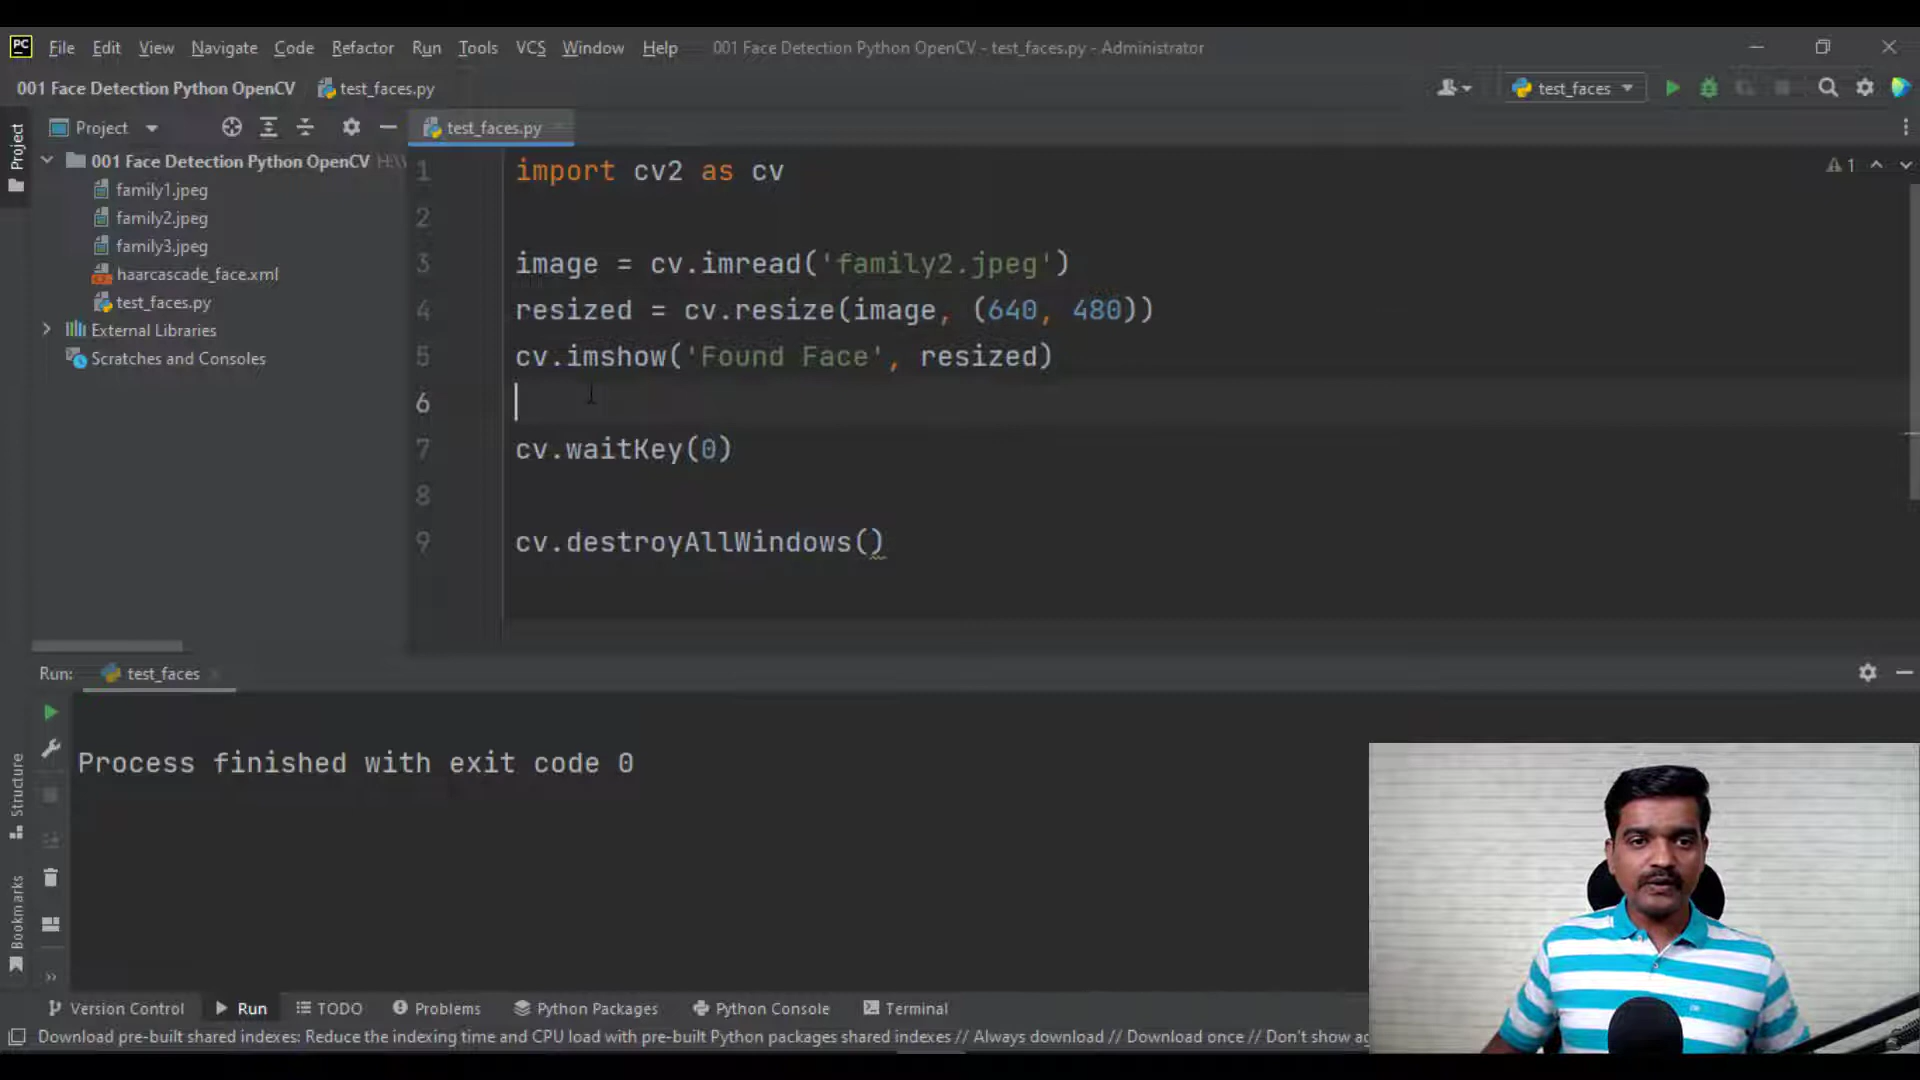 PC File Edit View Navigate Code Refactor Run Tools VCS Window Help 001 Face Detection Python OpenCV - test_faces.py - Administrator
001 Face Detection Python OpenCV test_faces.py test_faces
Project Project test_faces.py
001 Face Detection Python OpenCV H:\
family1.jpeg
family2.jpeg
family3.jpeg
haarcascade_face.xml
test_faces.py
External Libraries
Scratches and Consoles
1 import cv2 as cv
2
3 image = cv.imread('family2.jpeg')
4 resized = cv.resize(image, (640, 480))
5 cv.imshow('Found Face', resized)
6
7 cv.waitKey(0)
8
9 cv.destroyAllWindows()
1
Run: test_faces
Process finished with exit code 0
Structure
Bookmarks
Version Control Run TODO Problems Python Packages Python Console Terminal
Download pre-built shared indexes: Reduce the indexing time and CPU load with pre-built Python packages shared indexes // Always download // Download once // Don't show ag